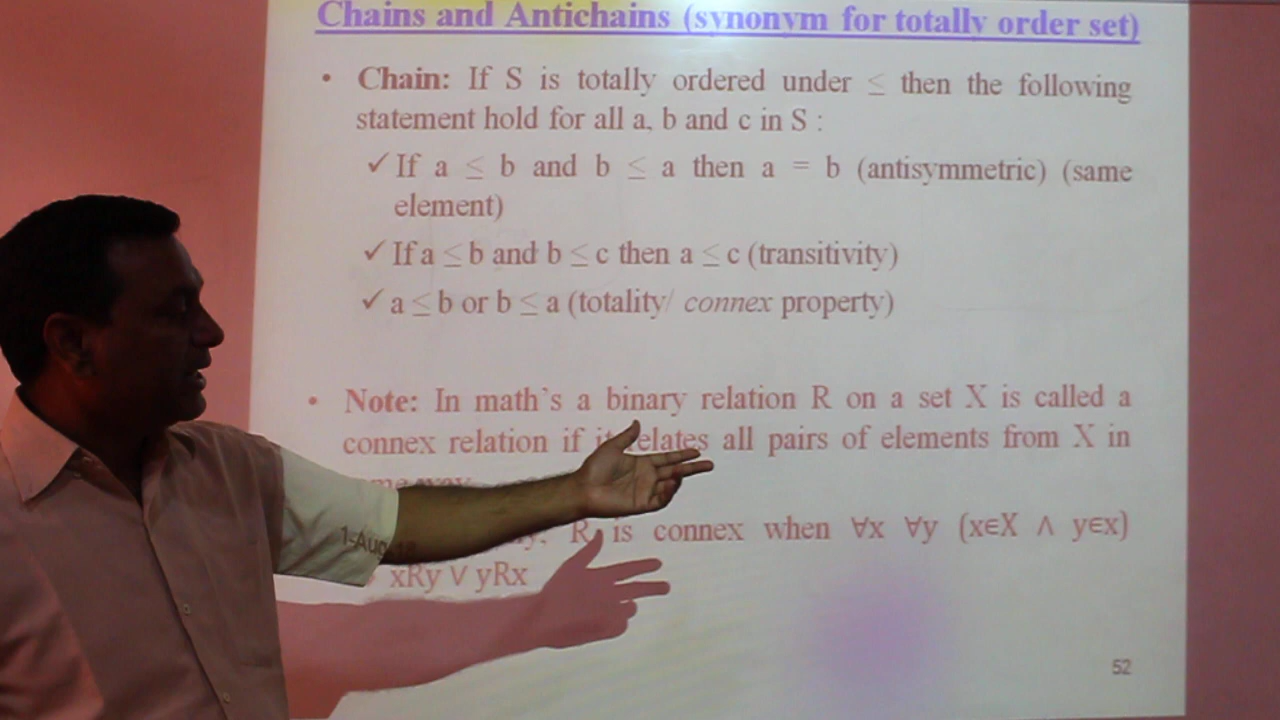 Chains and Antichains (synonym for totally order set)
• Chain: If S is totally ordered under ≤ then the following
statement hold for all a, b and c in S :
✓ If a ≤ b and b ≤ a then a = b (antisymmetric) (same
element)
✓ If a ≤ b and b ≤ c then a ≤ c (transitivity)
✓ a ≤ b or b ≤ a (totality/ connex property)
• Note: In math's a binary relation R on a set X is called a
connex relation if it relates all pairs of elements from X in
R is connex when ∀x ∀y (x∈X ∧ y∈x)
xRy ∨ yRx
1-Aug-18
52